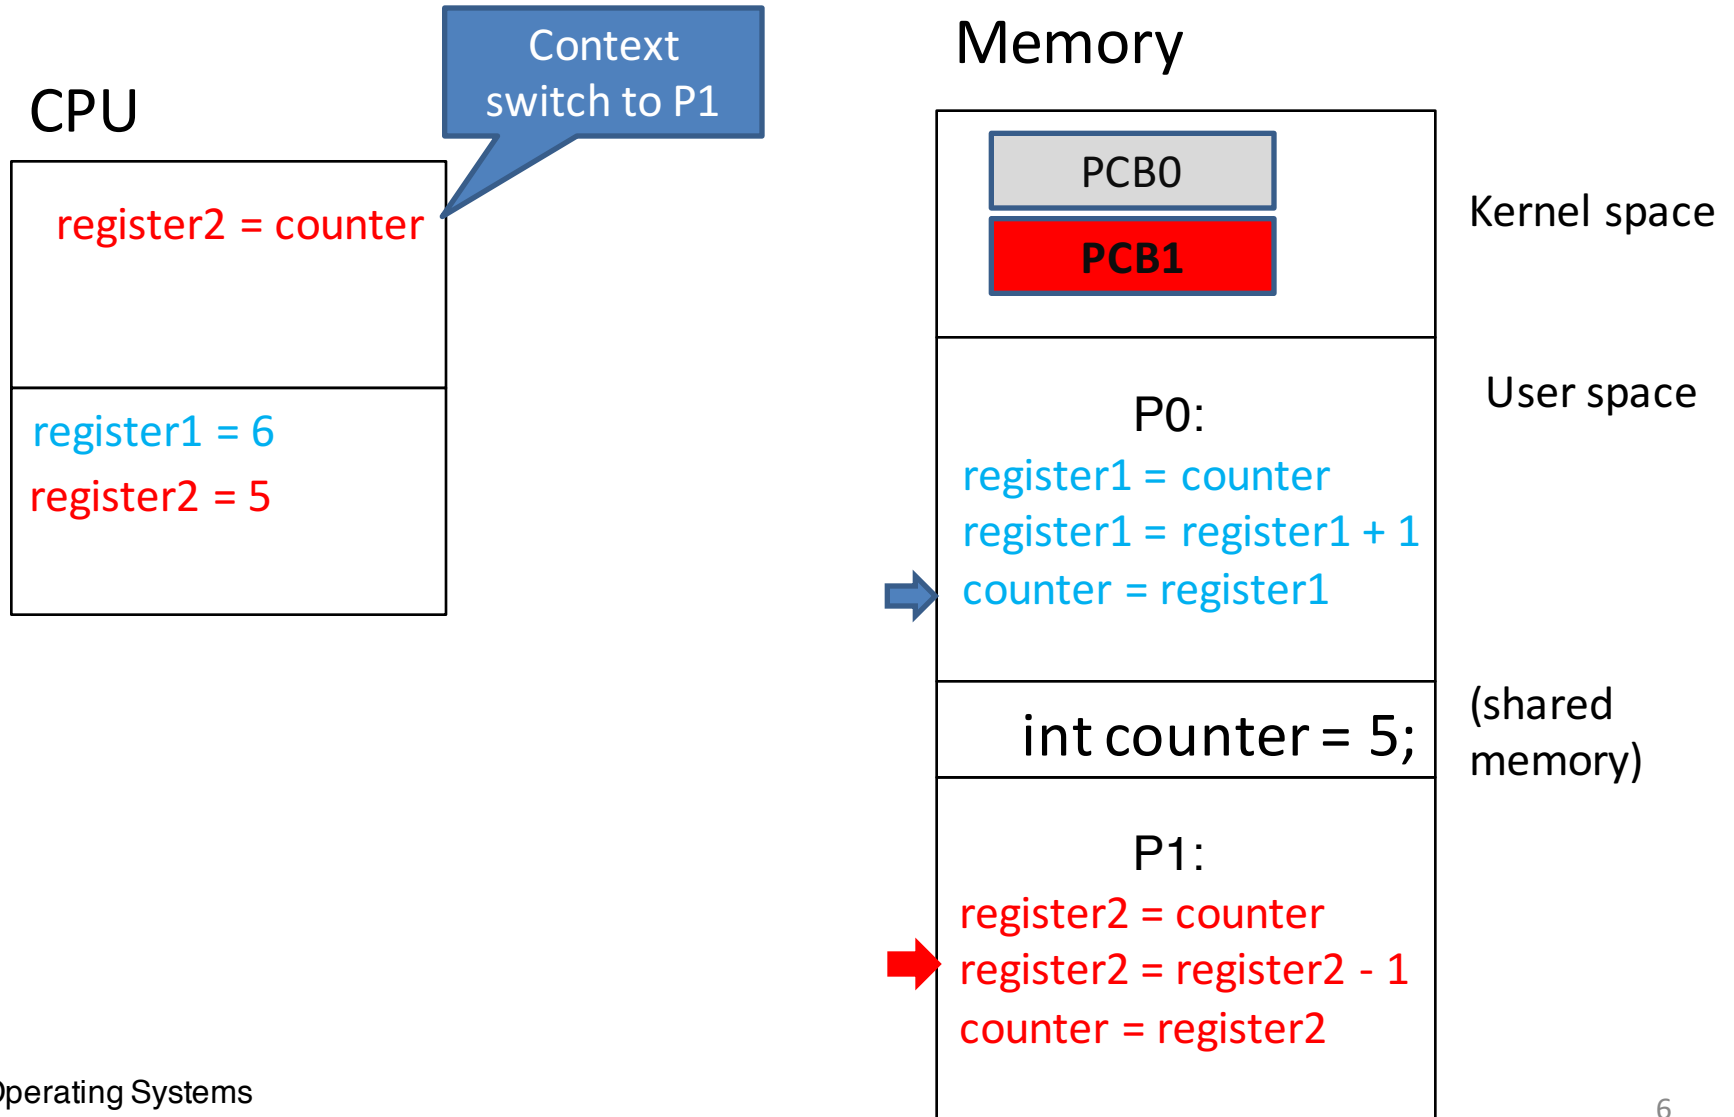 Context
switch to P1
Memory
CPU
register2 = counter
register1 = 6
register2 = 5
PCB0
PCB1
Kernel space
User space
P0:
register1 = counter
register1 = register1 + 1
counter = register1
int counter = 5;
(shared
memory)
P1:
register2 = counter
register2 = register2 - 1
counter = register2
Operating Systems
6